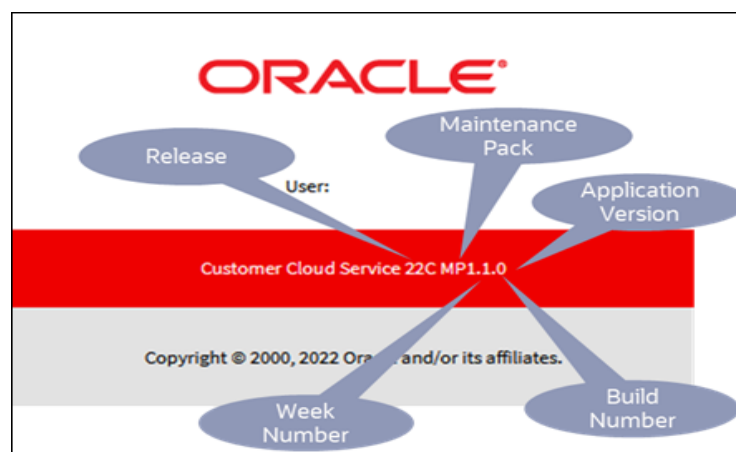 ORACLE®
Maintenance
Pack
Release
User:
Application
Version
Customer Cloud Service 22C MP1.1.0
Copyright © 2000, 2022 Oracle and/or its affiliates.
Week
Number
Build
Number